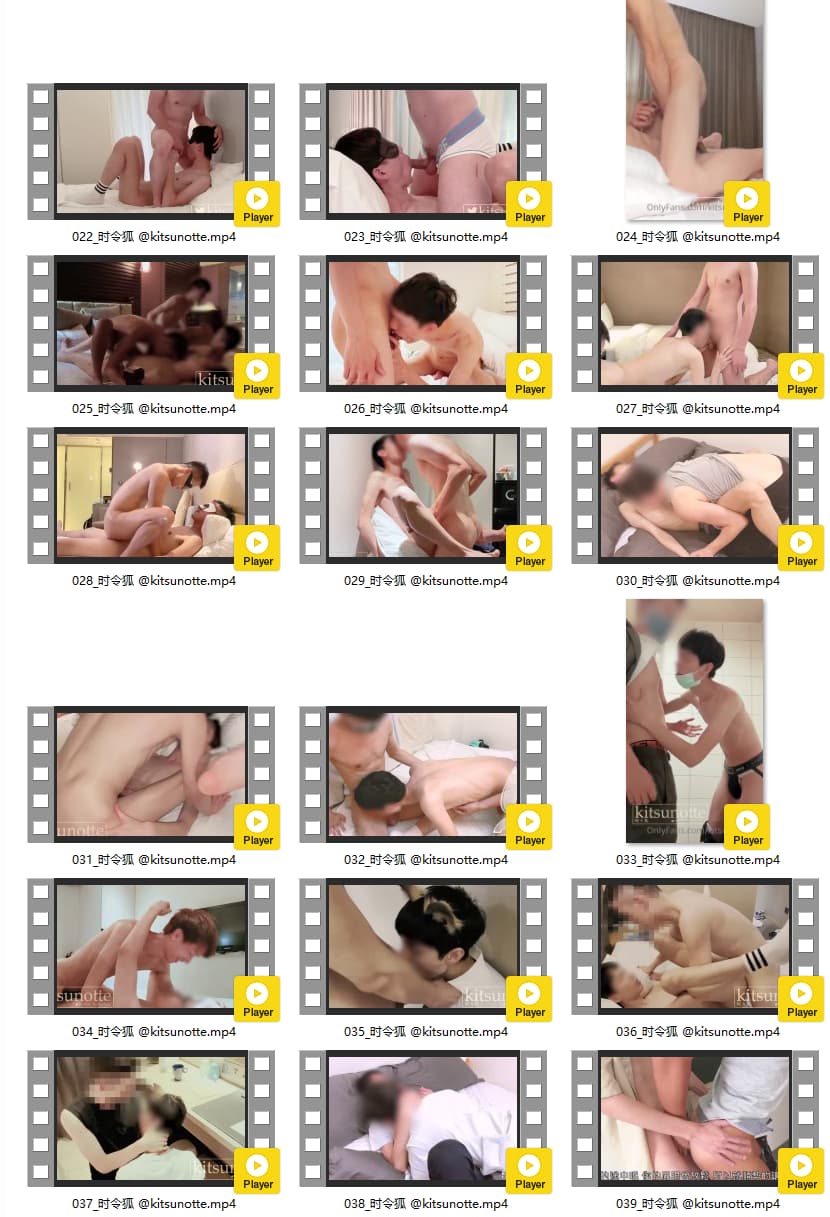 Player Player Player
022_时令狐 @kitsunotte.mp4 023_时令狐 @kitsunotte.mp4 024_时令狐 @kitsunotte.mp4
kitsu
Player Player Player
025_时令狐 @kitsunotte.mp4 026_时令狐 @kitsunotte.mp4 027_时令狐 @kitsunotte.mp4
Player Player Player
028_时令狐 @kitsunotte.mp4 029_时令狐 @kitsunotte.mp4 030_时令狐 @kitsunotte.mp4
unotte kitsunotte
Player Player Player
031_时令狐 @kitsunotte.mp4 032_时令狐 @kitsunotte.mp4 033_时令狐 @kitsunotte.mp4
sunotte kitsu kitsu
Player Player Player
034_时令狐 @kitsunotte.mp4 035_时令狐 @kitsunotte.mp4 036_时令狐 @kitsunotte.mp4
kitsu
Player Player Player
037_时令狐 @kitsunotte.mp4 038_时令狐 @kitsunotte.mp4 039_时令狐 @kitsunotte.mp4